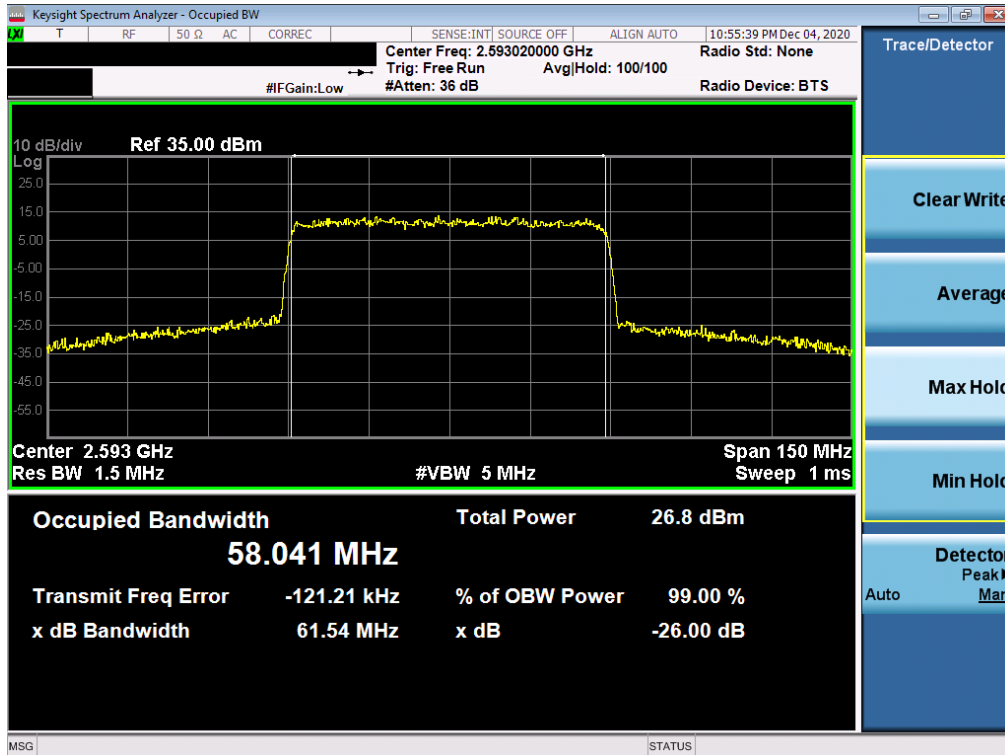 Keysight Spectrum Analyzer - Occupied BW
LXI T RF 50 Ω AC CORREC SENSE:INT SOURCE OFF ALIGN AUTO 10:55:39 PM Dec 04, 2020
Center Freq: 2.593020000 GHz Radio Std: None
Trig: Free Run Avg|Hold: 100/100
#IFGain:Low #Atten: 36 dB Radio Device: BTS
Trace/Detector
10 dB/div Ref 35.00 dBm
Log
25.0
15.0
5.00
-5.00
-15.0
-25.0
-35.0
-45.0
-55.0
Center 2.593 GHz Span 150 MHz
Res BW 1.5 MHz #VBW 5 MHz Sweep 1 ms
Occupied Bandwidth Total Power 26.8 dBm
58.041 MHz
Transmit Freq Error -121.21 kHz % of OBW Power 99.00 %
x dB Bandwidth 61.54 MHz x dB -26.00 dB
Clear Write
Average
Max Hold
Min Hold
Detector
Peak
Auto Man
MSG STATUS